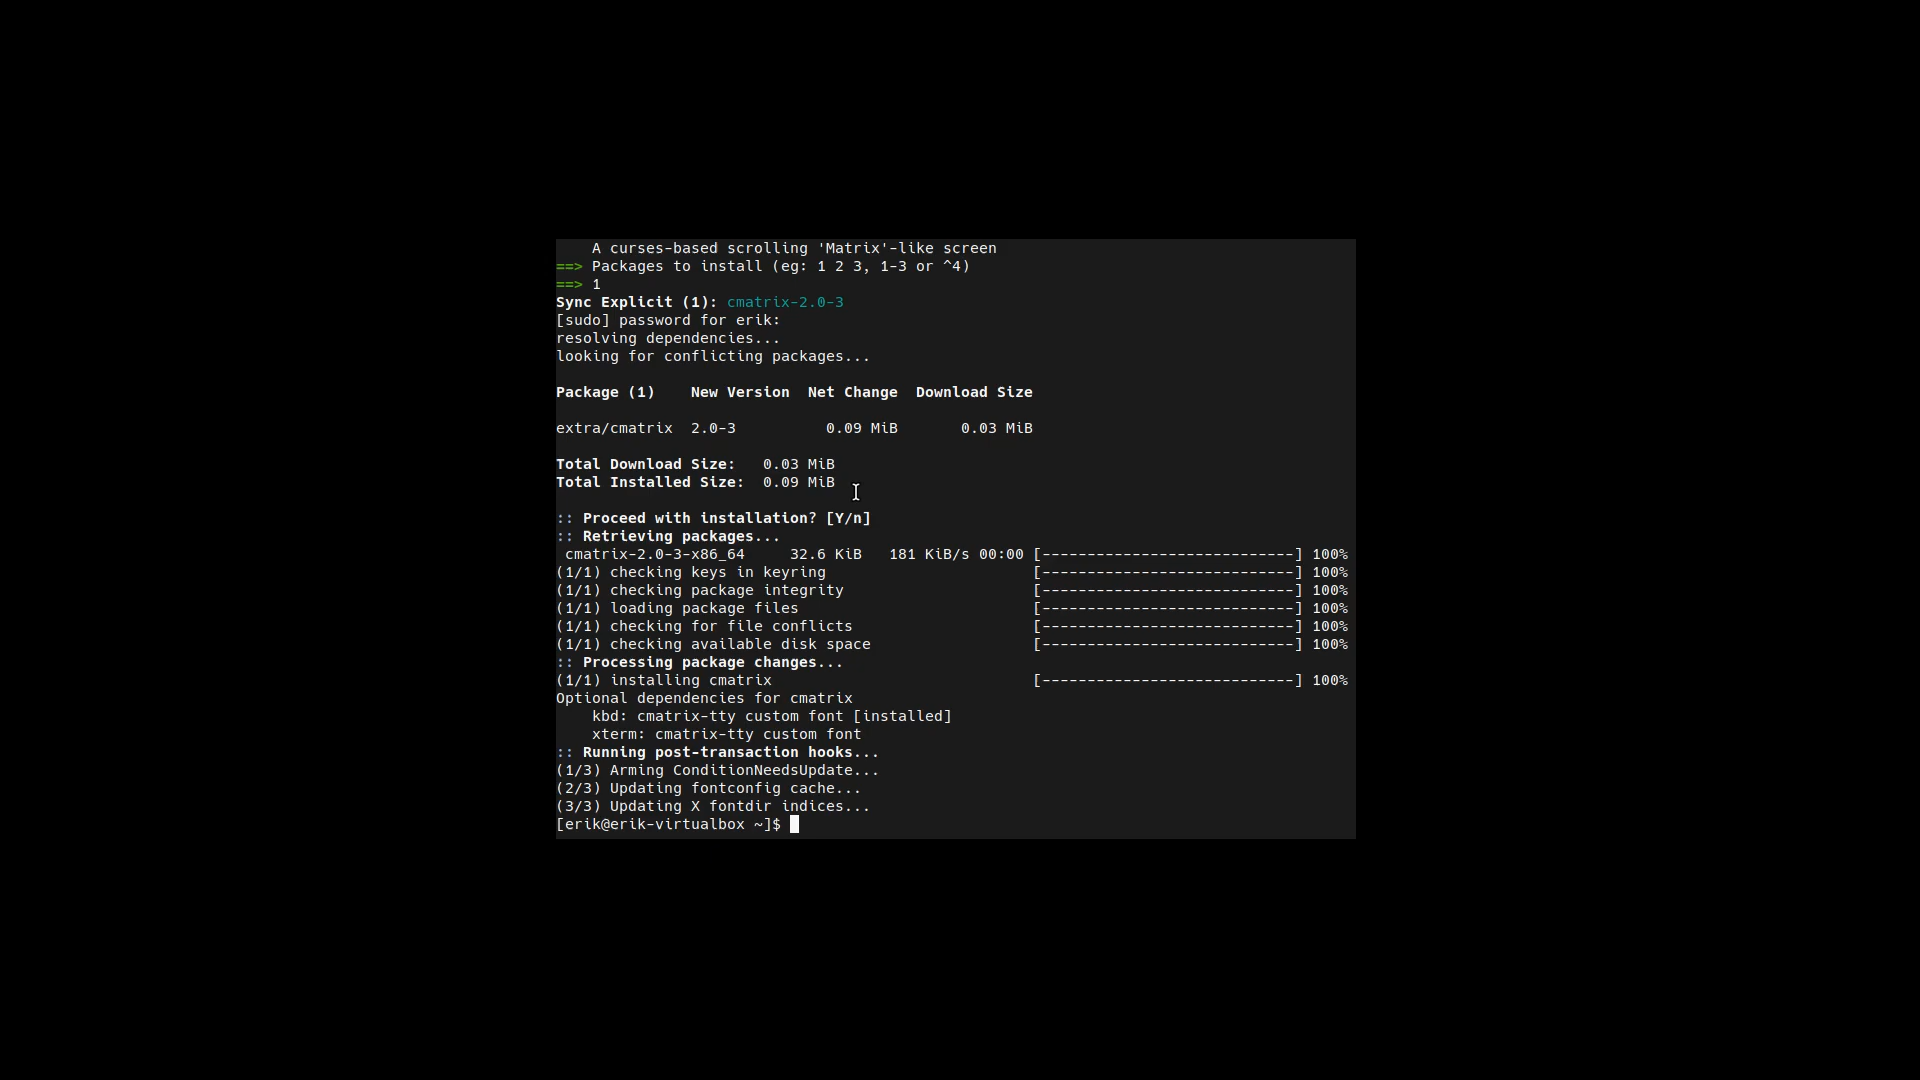 A curses-based scrolling 'Matrix'-like screen
==> Packages to install (eg: 1 2 3, 1-3 or ^4)
==> 1
Sync Explicit (1): cmatrix-2.0-3
[sudo] password for erik:
resolving dependencies...
looking for conflicting packages...
Package (1)    New Version  Net Change  Download Size
extra/cmatrix  2.0-3          0.09 MiB       0.03 MiB
Total Download Size:   0.03 MiB
Total Installed Size:  0.09 MiB
:: Proceed with installation? [Y/n]
:: Retrieving packages...
cmatrix-2.0-3-x86_64     32.6 KiB   181 KiB/s 00:00 [----------------------------] 100%
(1/1) checking keys in keyring                       [----------------------------] 100%
(1/1) checking package integrity                     [----------------------------] 100%
(1/1) loading package files                          [----------------------------] 100%
(1/1) checking for file conflicts                    [----------------------------] 100%
(1/1) checking available disk space                  [----------------------------] 100%
:: Processing package changes...
(1/1) installing cmatrix                             [----------------------------] 100%
Optional dependencies for cmatrix
kbd: cmatrix-tty custom font [installed]
xterm: cmatrix-tty custom font
:: Running post-transaction hooks...
(1/3) Arming ConditionNeedsUpdate...
(2/3) Updating fontconfig cache...
(3/3) Updating X fontdir indices...
[erik@erik-virtualbox ~]$